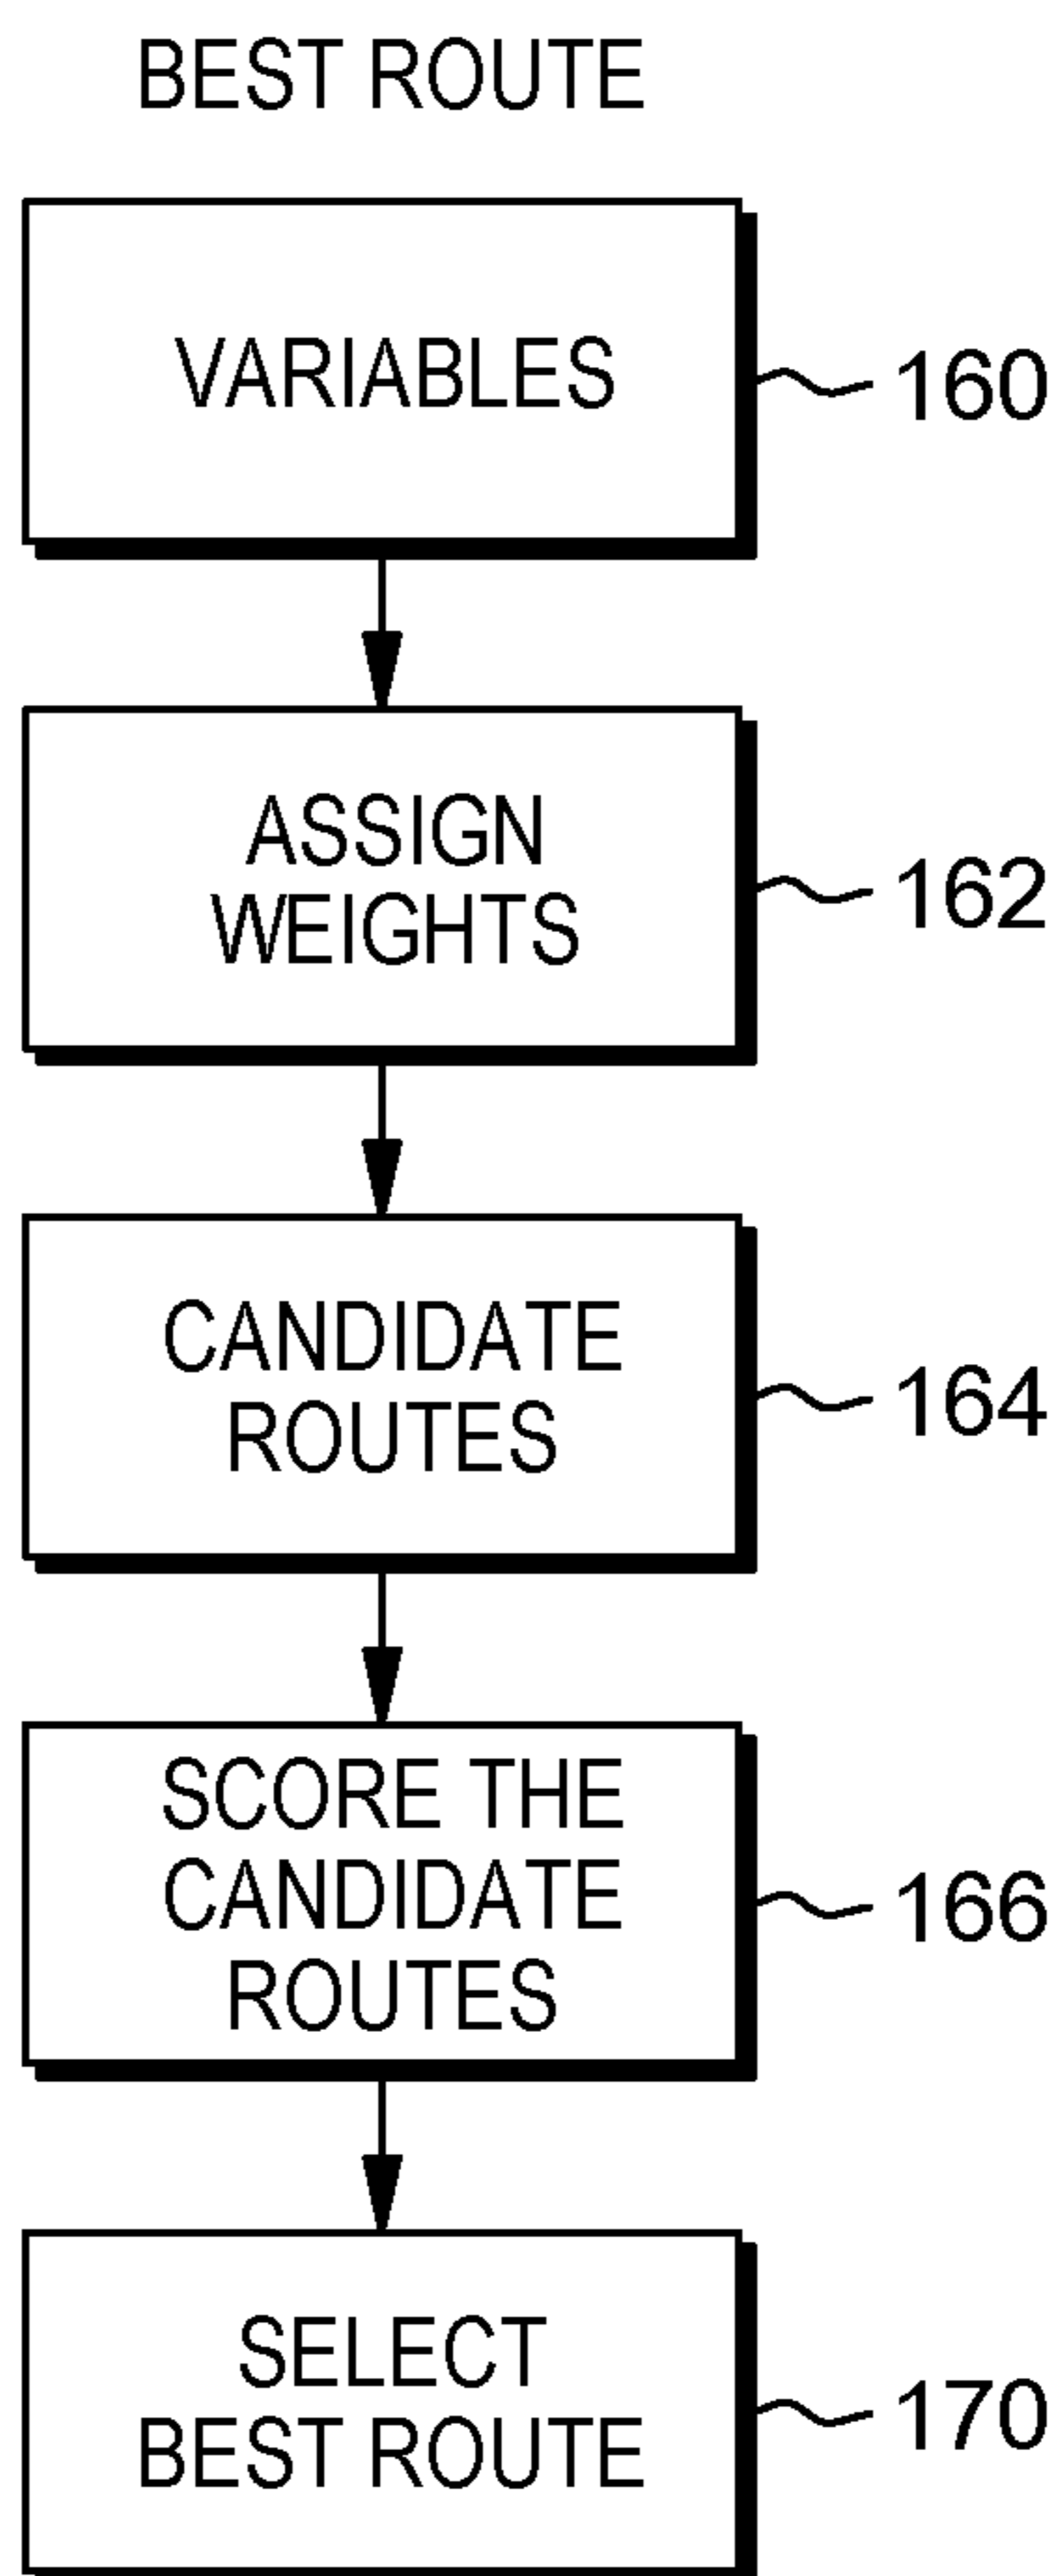 BEST ROUTE
VARIABLES
160
ASSIGN
WEIGHTS
162
CANDIDATE
ROUTES
164
SCORE THE
CANDIDATE
ROUTES
166
SELECT
BEST ROUTE
170